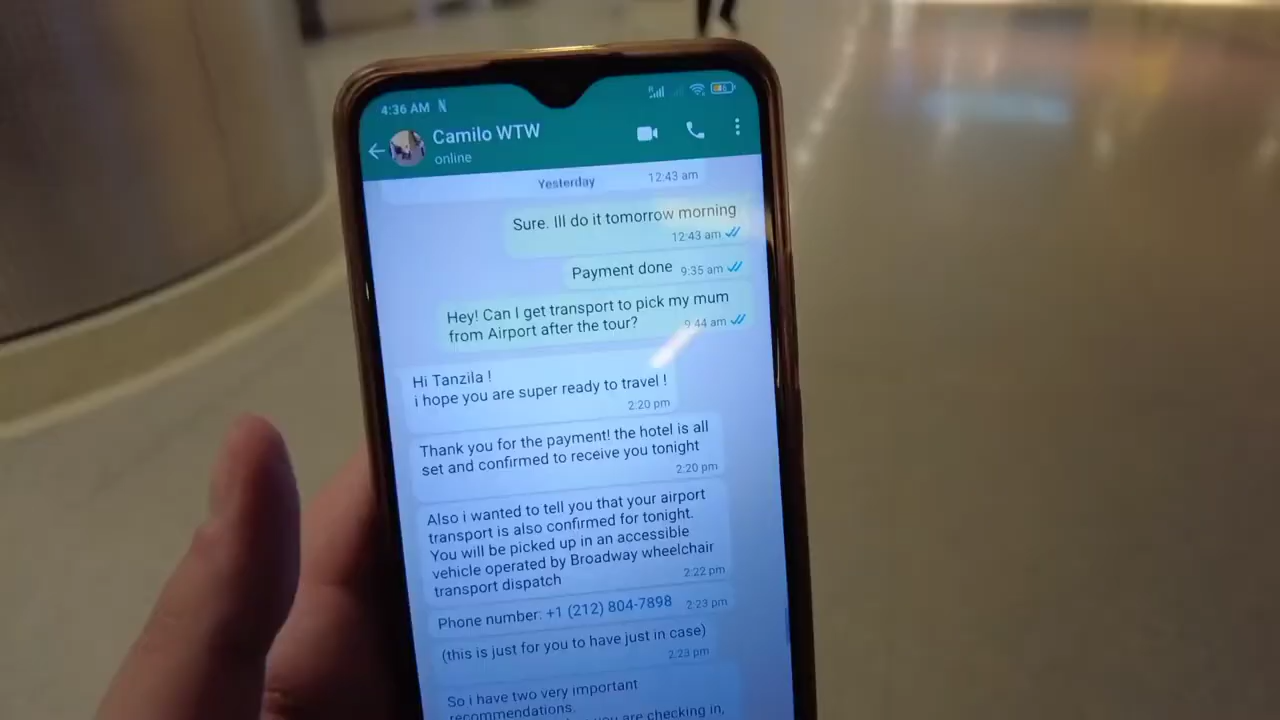 4:36 AM
Camilo WTW
online
Yesterday
12:43 am
Sure. Ill do it tomorrow morning
12:43 am
Payment done 9:35 am
Hey! Can I get transport to pick my mum
from Airport after the tour? 9:44 am
Hi Tanzila !
i hope you are super ready to travel !
2:20 pm
Thank you for the payment! the hotel is all
set and confirmed to receive you tonight
2:20 pm
Also i wanted to tell you that your airport
transport is also confirmed for tonight.
You will be picked up in an accessible
vehicle operated by Broadway wheelchair
transport dispatch 2:22 pm
Phone number: +1 (212) 804-7898 2:23 pm
(this is just for you to have just in case)
2:23 pm
So i have two very important
recommendations.
you are checking in,